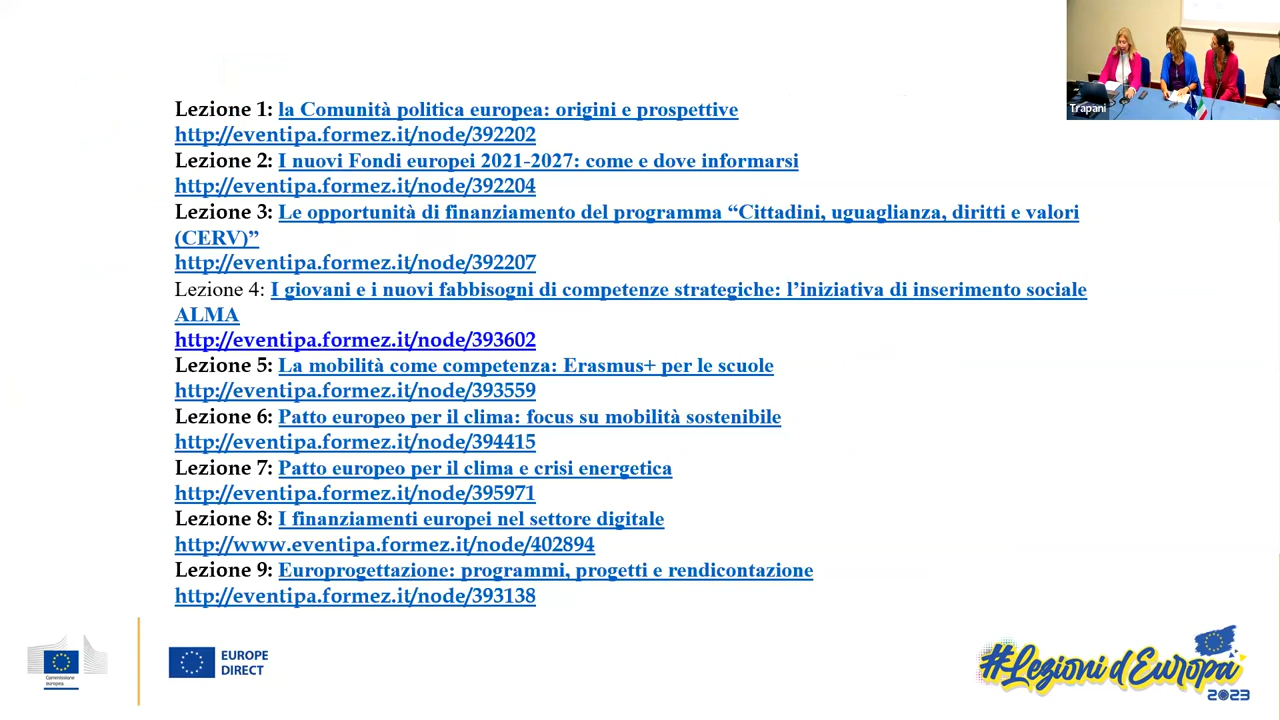 Trapani
Lezione 1: la Comunità politica europea: origini e prospettive
http://eventipa.formez.it/node/392202
Lezione 2: I nuovi Fondi europei 2021-2027: come e dove informarsi
http://eventipa.formez.it/node/392204
Lezione 3: Le opportunità di finanziamento del programma “Cittadini, uguaglianza, diritti e valori
(CERV)”
http://eventipa.formez.it/node/392207
Lezione 4: I giovani e i nuovi fabbisogni di competenze strategiche: l’iniziativa di inserimento sociale
ALMA
http://eventipa.formez.it/node/393602
Lezione 5: La mobilità come competenza: Erasmus+ per le scuole
http://eventipa.formez.it/node/393559
Lezione 6: Patto europeo per il clima: focus su mobilità sostenibile
http://eventipa.formez.it/node/394415
Lezione 7: Patto europeo per il clima e crisi energetica
http://eventipa.formez.it/node/395971
Lezione 8: I finanziamenti europei nel settore digitale
http://www.eventipa.formez.it/node/402894
Lezione 9: Europrogettazione: programmi, progetti e rendicontazione
http://eventipa.formez.it/node/393138
Commissione
europea
EUROPE
DIRECT
#Lezioni d'Europa
2023